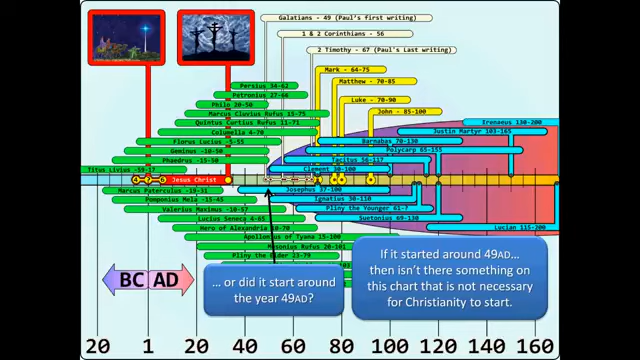 Galatians - 49 (Paul's first writing)
1 & 2 Corinthians - 56
2 Timothy - 67 (Paul's Last writing)
Mark - 64-75
Matthew - 70-85
Luke - 70-90
John - 85-100
Persius 34-62
Petronius 27-66
Philo 20-50
Marcus Cluvius Rufus 15-75
Quintus Curtius Rufus 11-71
Columella 4-70
Florus Lucius -5-55
Geminus -10-50
Phaedrus -15-50
Titus Livius -59-17
Irenaeus 130-200
Justin Martyr 103-165
Barnabas 70-130
Polycarp 65-155
Tacitus 56-117
Clement 30-100
4 ? 6 Jesus Christ
Marcus Paterculus -19-31
Pomponius Mela -15-45
Valerius Maximus -10-57
Lucius Seneca 4-65
Hero of Alexandria 10-70
Apollonius of Tyama 15-100
Musonius Rufus 20-101
Pliny the Elder 23-79
Josephus 37-100
Ignatius 30-110
Pliny the Younger 61-?
Suetonius 69-130
Lucian 115-200
BC AD
... or did it start around
the year 49AD?
If it started around 49AD...
then isn't there something on
this chart that is not necessary
for Christianity to start.
20 1 20 40 60 80 100 120 140 160